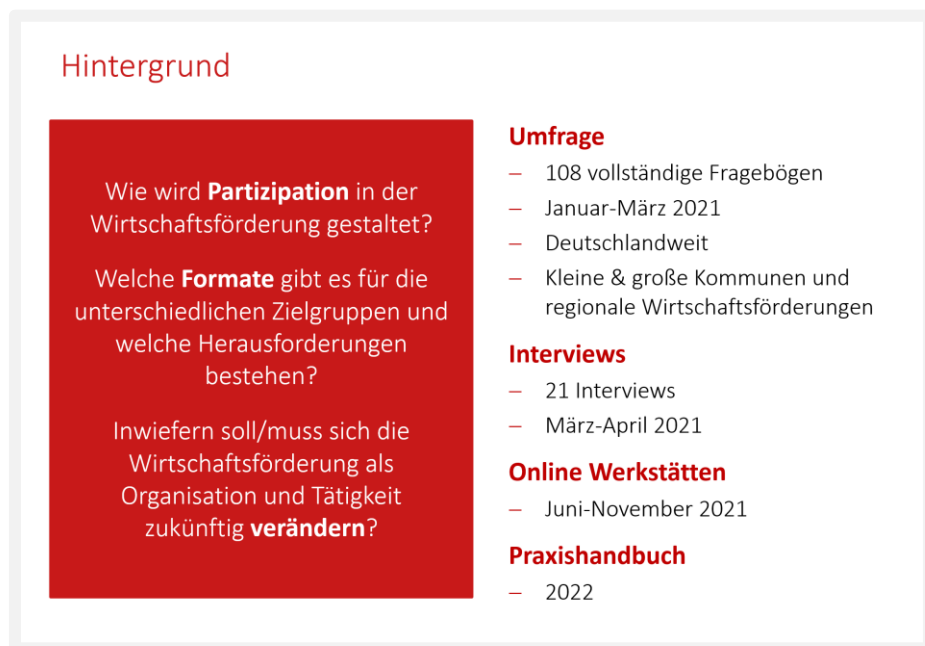 Hintergrund
Wie wird Partizipation in der
Wirtschaftsförderung gestaltet?
Welche Formate gibt es für die
unterschiedlichen Zielgruppen und
welche Herausforderungen
bestehen?
Inwiefern soll/muss sich die
Wirtschaftsförderung als
Organisation und Tätigkeit
zukünftig verändern?
Umfrage
– 108 vollständige Fragebögen
– Januar-März 2021
– Deutschlandweit
– Kleine & große Kommunen und
regionale Wirtschaftsförderungen
Interviews
– 21 Interviews
– März-April 2021
Online Werkstätten
– Juni-November 2021
Praxishandbuch
– 2022